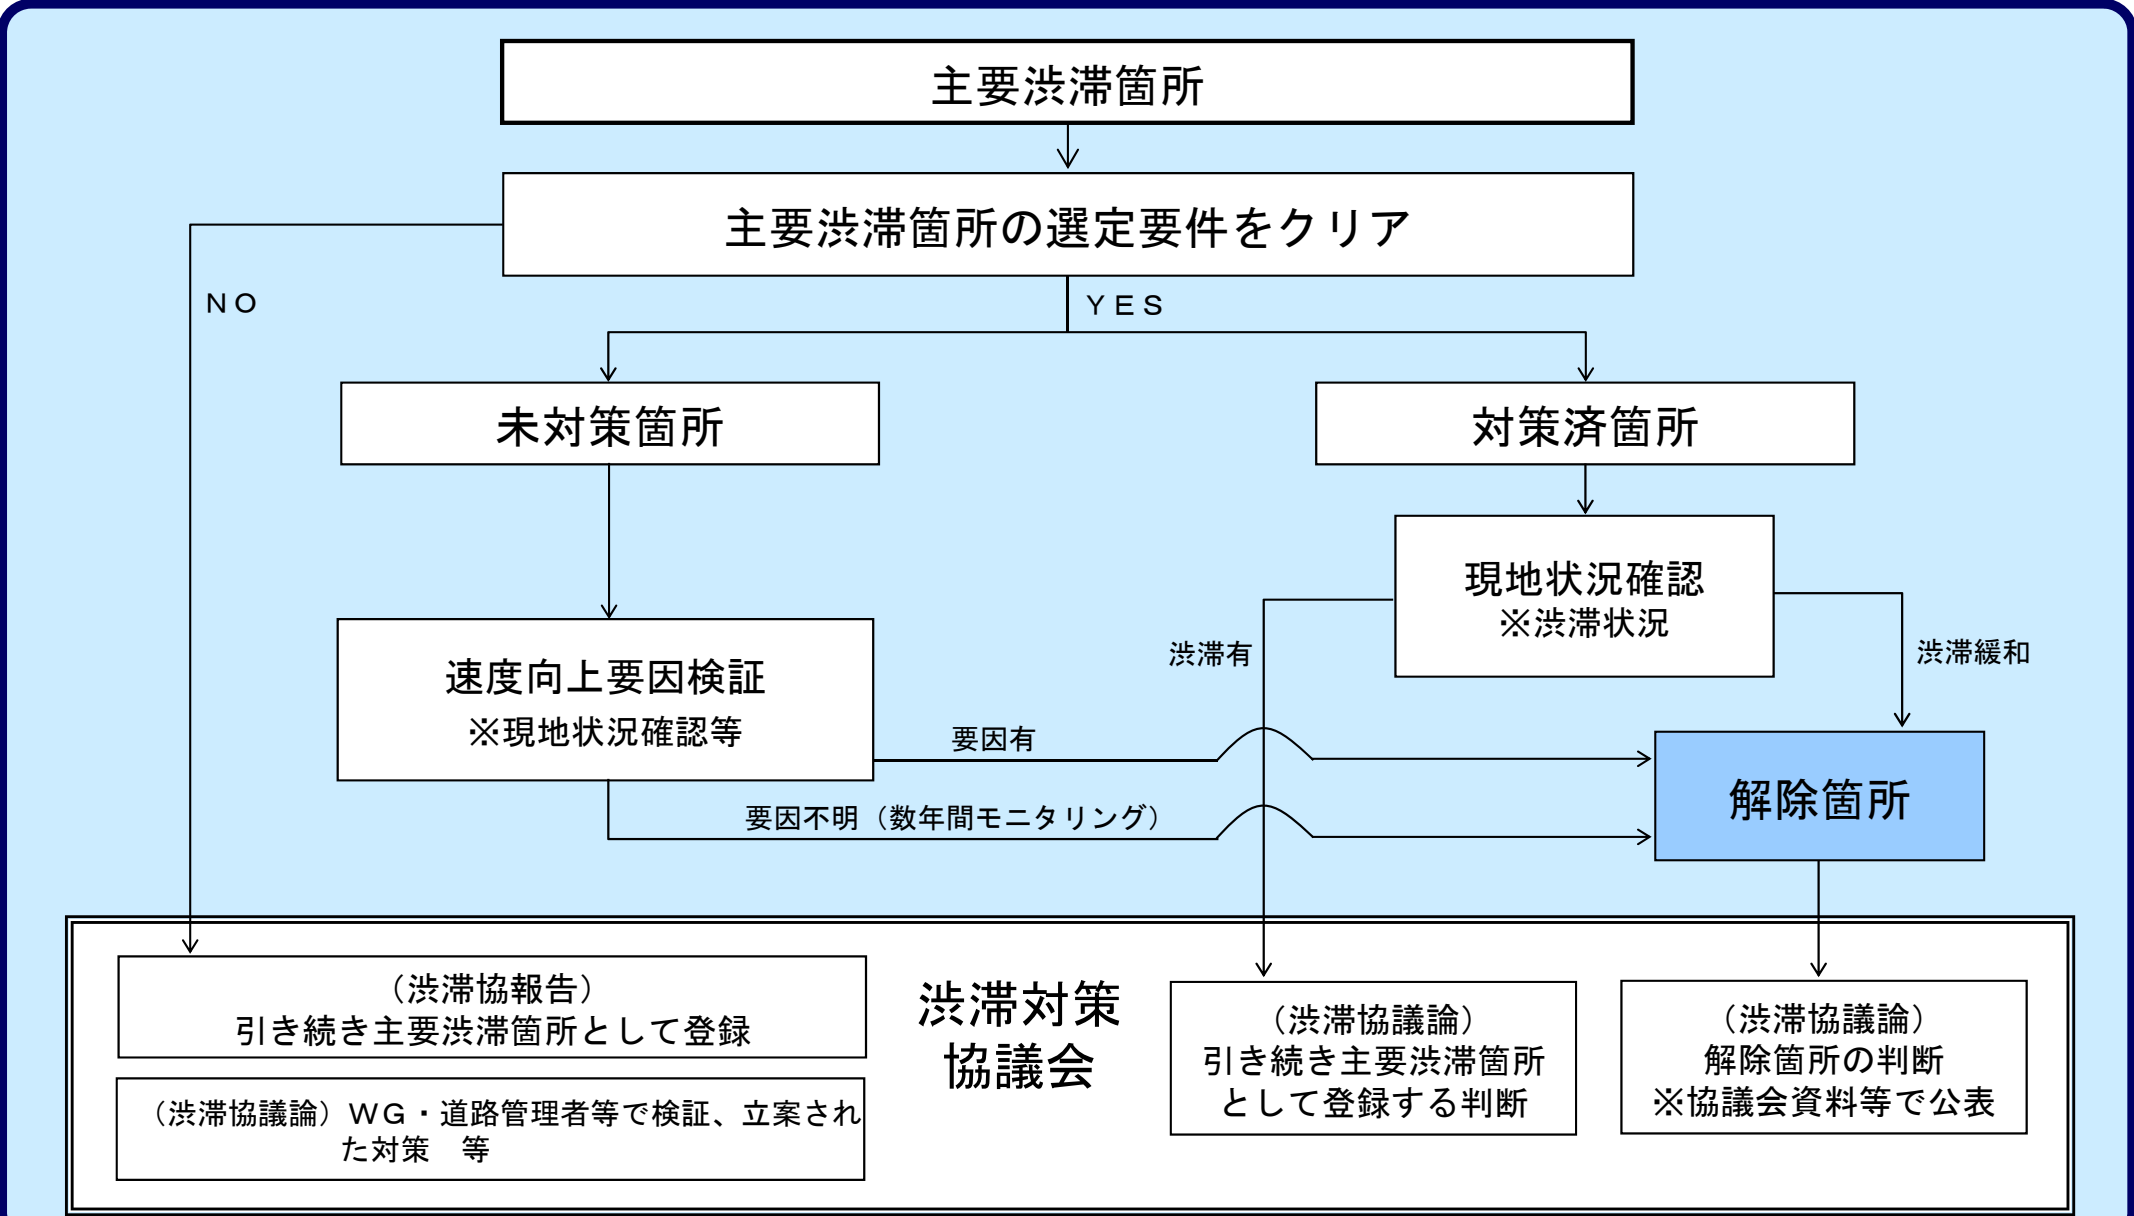 主要渋滞箇所
主要渋滞箇所の選定要件をクリア
ＮＯ
ＹＥＳ
未対策箇所
対策済箇所
現地状況確認
※渋滞状況
渋滞有
渋滞緩和
速度向上要因検証
※現地状況確認等
要因有
要因不明（数年間モニタリング）
解除箇所
（渋滞協報告）
引き続き主要渋滞箇所として登録
（渋滞協議論）ＷＧ・道路管理者等で検証、立案され
た対策　等
渋滞対策
協議会
（渋滞協議論）
引き続き主要渋滞箇所
として登録する判断
（渋滞協議論）
解除箇所の判断
※協議会資料等で公表